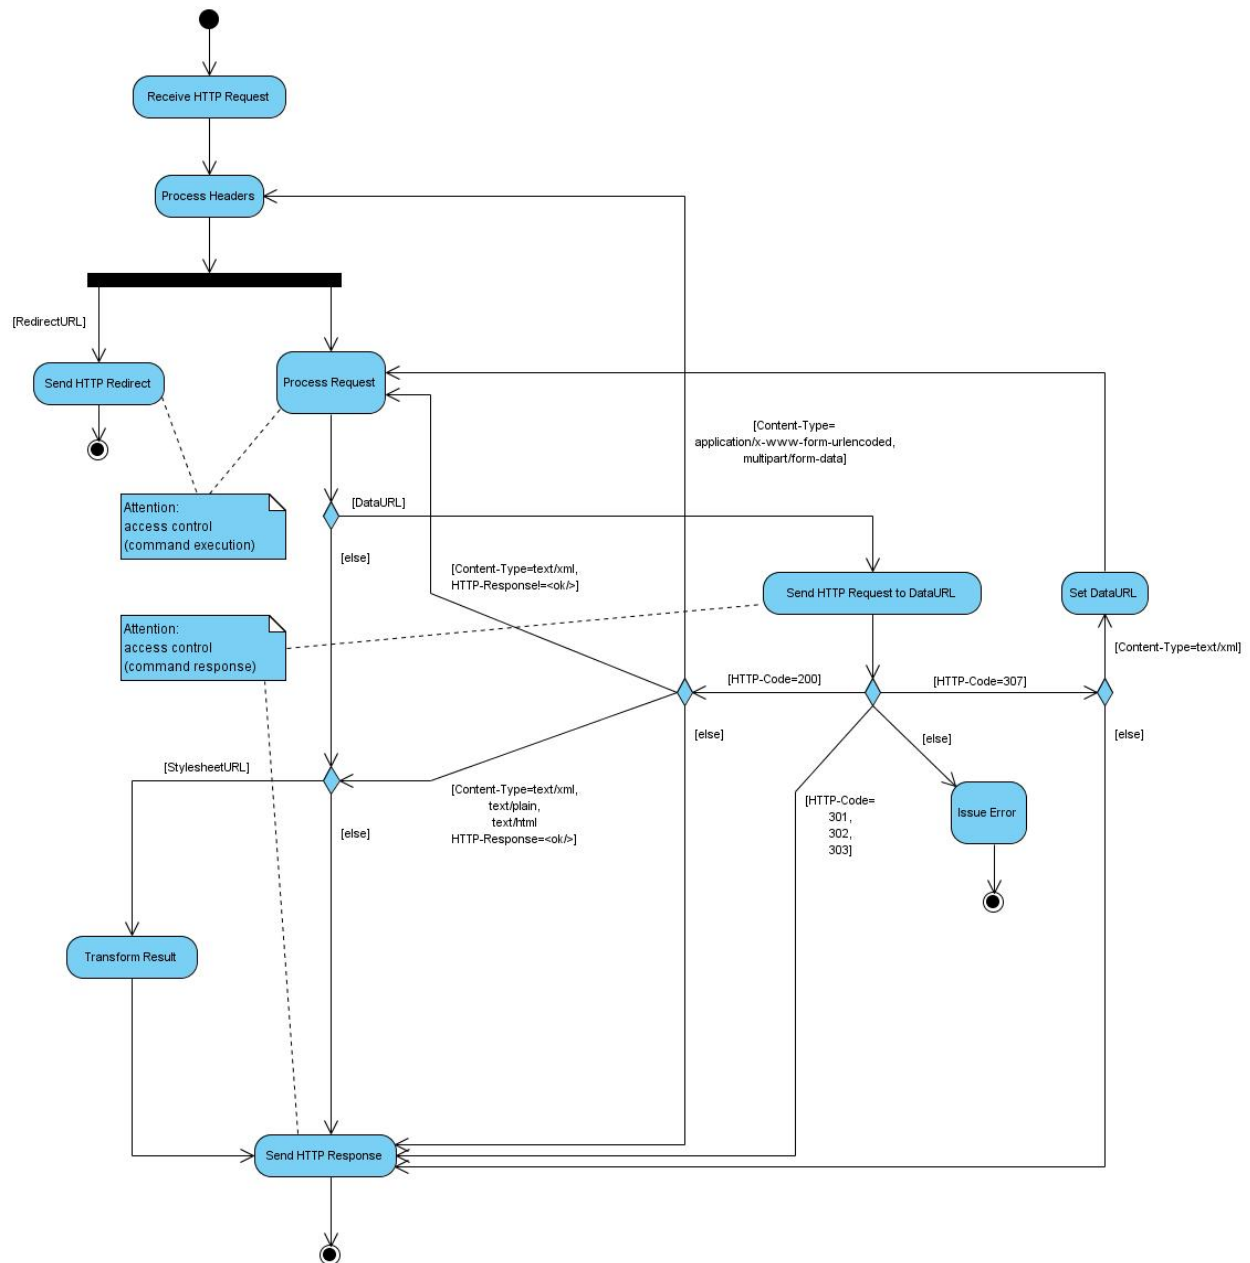 Receive HTTP Request
Process Headers
[RedirectURL]
Send HTTP Redirect
Process Request
[Content-Type=
application/x-www-form-urlencoded,
multipart/form-data]
Attention:
access control
(command execution)
[DataURL]
[else]
[Content-Type=text/xml,
HTTP-Response!=<ok/>]
Send HTTP Request to DataURL
Set DataURL
Attention:
access control
(command response)
[Content-Type=text/xml]
[HTTP-Code=200]
[HTTP-Code=307]
[else]
[else]
[else]
[StylesheetURL]
[Content-Type=text/xml,
text/plain,
text/html
HTTP-Response=<ok/>]
[HTTP-Code=
301,
302,
303]
Issue Error
[else]
Transform Result
Send HTTP Response